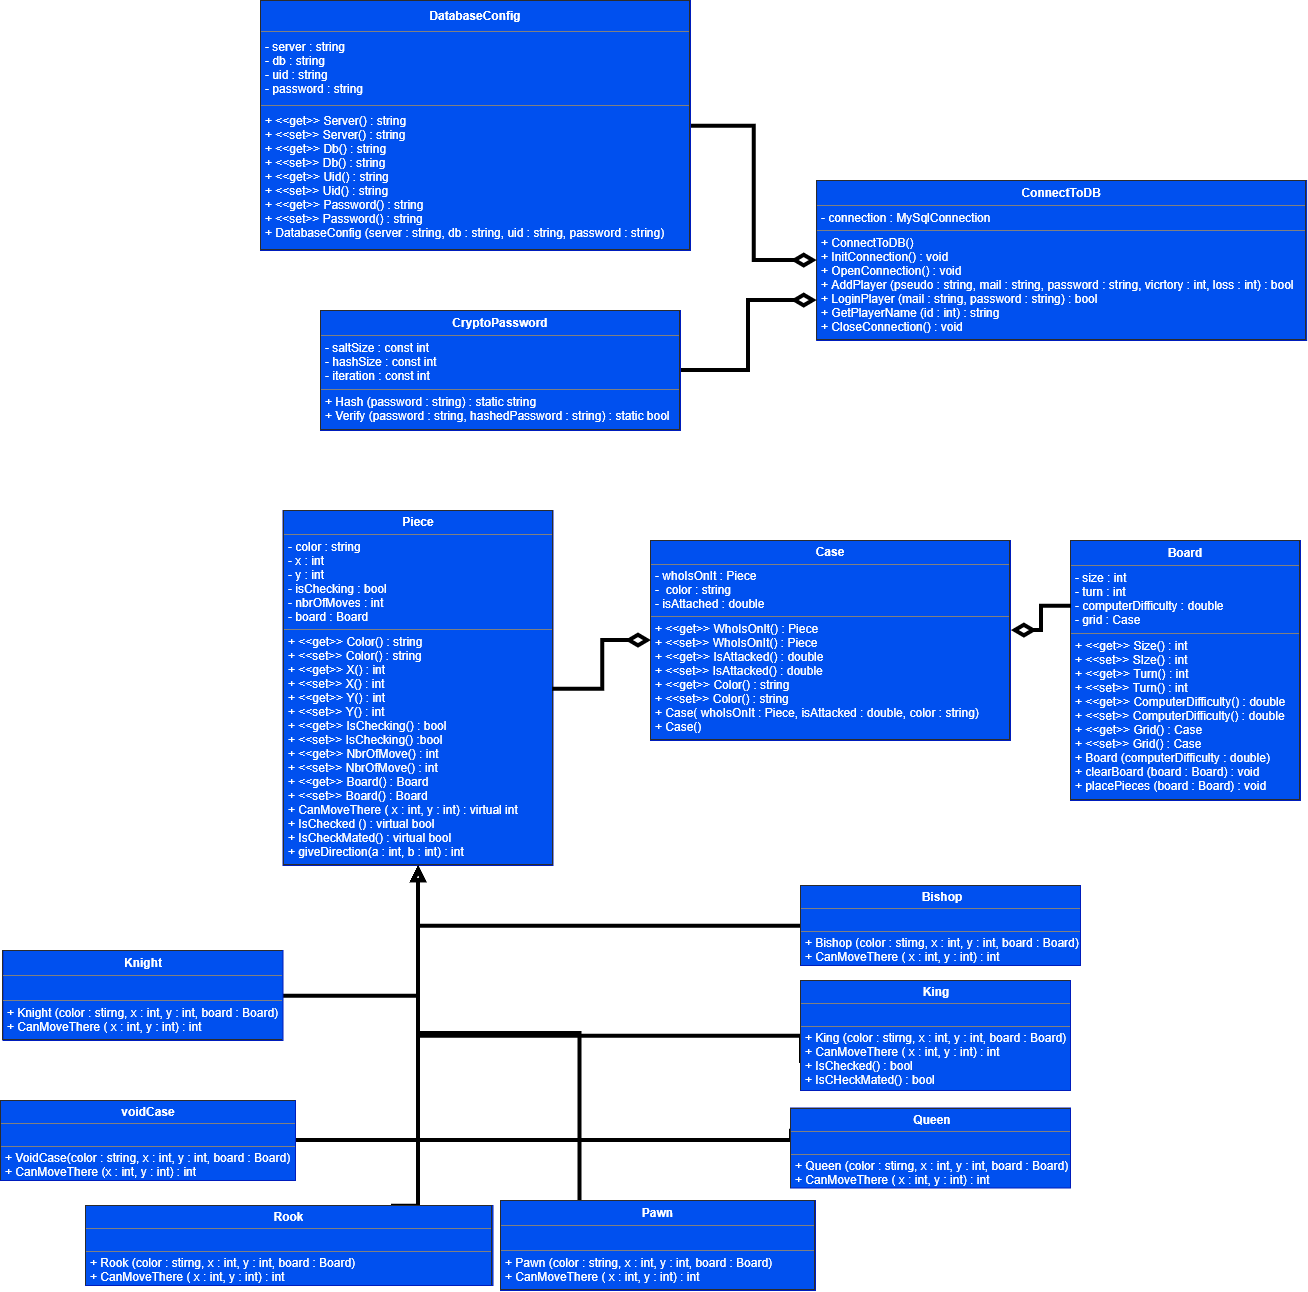 DatabaseConfig
- server : string
- db : string
- uid : string
- password : string
+ <<get>> Server() : string
+ <<set>> Server() : string
+ <<get>> Db() : string
+ <<set>> Db() : string
+ <<get>> Uid() : string
+ <<set>> Uid() : string
+ <<get>> Password() : string
+ <<set>> Password() : string
+ DatabaseConfig (server : string, db : string, uid : string, password : string)
ConnectToDB
- connection : MySqlConnection
+ ConnectToDB()
+ InitConnection() : void
+ OpenConnection() : void
+ AddPlayer (pseudo : string, mail : string, password : string, vicrtory : int, loss : int) : bool
+ LoginPlayer (mail : string, password : string) : bool
+ GetPlayerName (id : int) : string
+ CloseConnection() : void
CryptoPassword
- saltSize : const int
- hashSize : const int
- iteration : const int
+ Hash (password : string) : static string
+ Verify (password : string, hashedPassword : string) : static bool
Piece
- color : string
- x : int
- y : int
- isChecking : bool
- nbrOfMoves : int
- board : Board
+ <<get>> Color() : string
+ <<set>> Color() : string
+ <<get>> X() : int
+ <<set>> X() : int
+ <<get>> Y() : int
+ <<set>> Y() : int
+ <<get>> IsChecking() : bool
+ <<set>> IsChecking() :bool
+ <<get>> NbrOfMove() : int
+ <<set>> NbrOfMove() : int
+ <<get>> Board() : Board
+ <<set>> Board() : Board
+ CanMoveThere ( x : int, y : int) : virtual int
+ IsChecked () : virtual bool
+ IsCheckMated() : virtual bool
+ giveDirection(a : int, b : int) : int
Case
- whoIsOnIt : Piece
- color : string
- isAttached : double
+ <<get>> WhoIsOnIt() : Piece
+ <<set>> WhoIsOnIt() : Piece
+ <<get>> IsAttacked() : double
+ <<set>> IsAttacked() : double
+ <<get>> Color() : string
+ <<set>> Color() : string
+ Case( whoIsOnIt : Piece, isAttacked : double, color : string)
+ Case()
Board
- size : int
- turn : int
- computerDifficulty : double
- grid : Case
+ <<get>> Size() : int
+ <<set>> SIze() : int
+ <<get>> Turn() : int
+ <<set>> Turn() : int
+ <<get>> ComputerDifficulty() : double
+ <<set>> ComputerDifficulty() : double
+ <<get>> Grid() : Case
+ <<set>> Grid() : Case
+ Board (computerDifficulty : double)
+ clearBoard (board : Board) : void
+ placePieces (board : Board) : void
Bishop
+ Bishop (color : stirng, x : int, y : int, board : Board)
+ CanMoveThere ( x : int, y : int) : int
Knight
+ Knight (color : stirng, x : int, y : int, board : Board)
+ CanMoveThere ( x : int, y : int) : int
King
+ King (color : stirng, x : int, y : int, board : Board)
+ CanMoveThere ( x : int, y : int) : int
+ IsChecked() : bool
+ IsCHeckMated() : bool
voidCase
+ VoidCase(color : string, x : int, y : int, board : Board)
+ CanMoveThere (x : int, y : int) : int
Queen
+ Queen (color : stirng, x : int, y : int, board : Board)
+ CanMoveThere ( x : int, y : int) : int
Rook
+ Rook (color : stirng, x : int, y : int, board : Board)
+ CanMoveThere ( x : int, y : int) : int
Pawn
+ Pawn (color : string, x : int, y : int, board : Board)
+ CanMoveThere ( x : int, y : int) : int